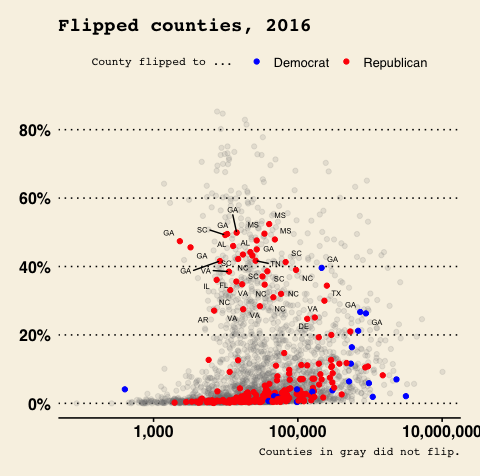 Flipped counties, 2016
County flipped to ... Democrat Republican
80%
60%
GA
MS
GA
SC
MS
GA
AL
AL
GA
SC
GA
SC
TN
GA
40%
GA
VA
NC
SC
SC
NC
IL
FL
VA
NC
NC
TX
NC
NC
VA
GA
AR
VA
VA
DE
GA
20%
0%
1,000 100,000 10,000,000
Counties in gray did not flip.